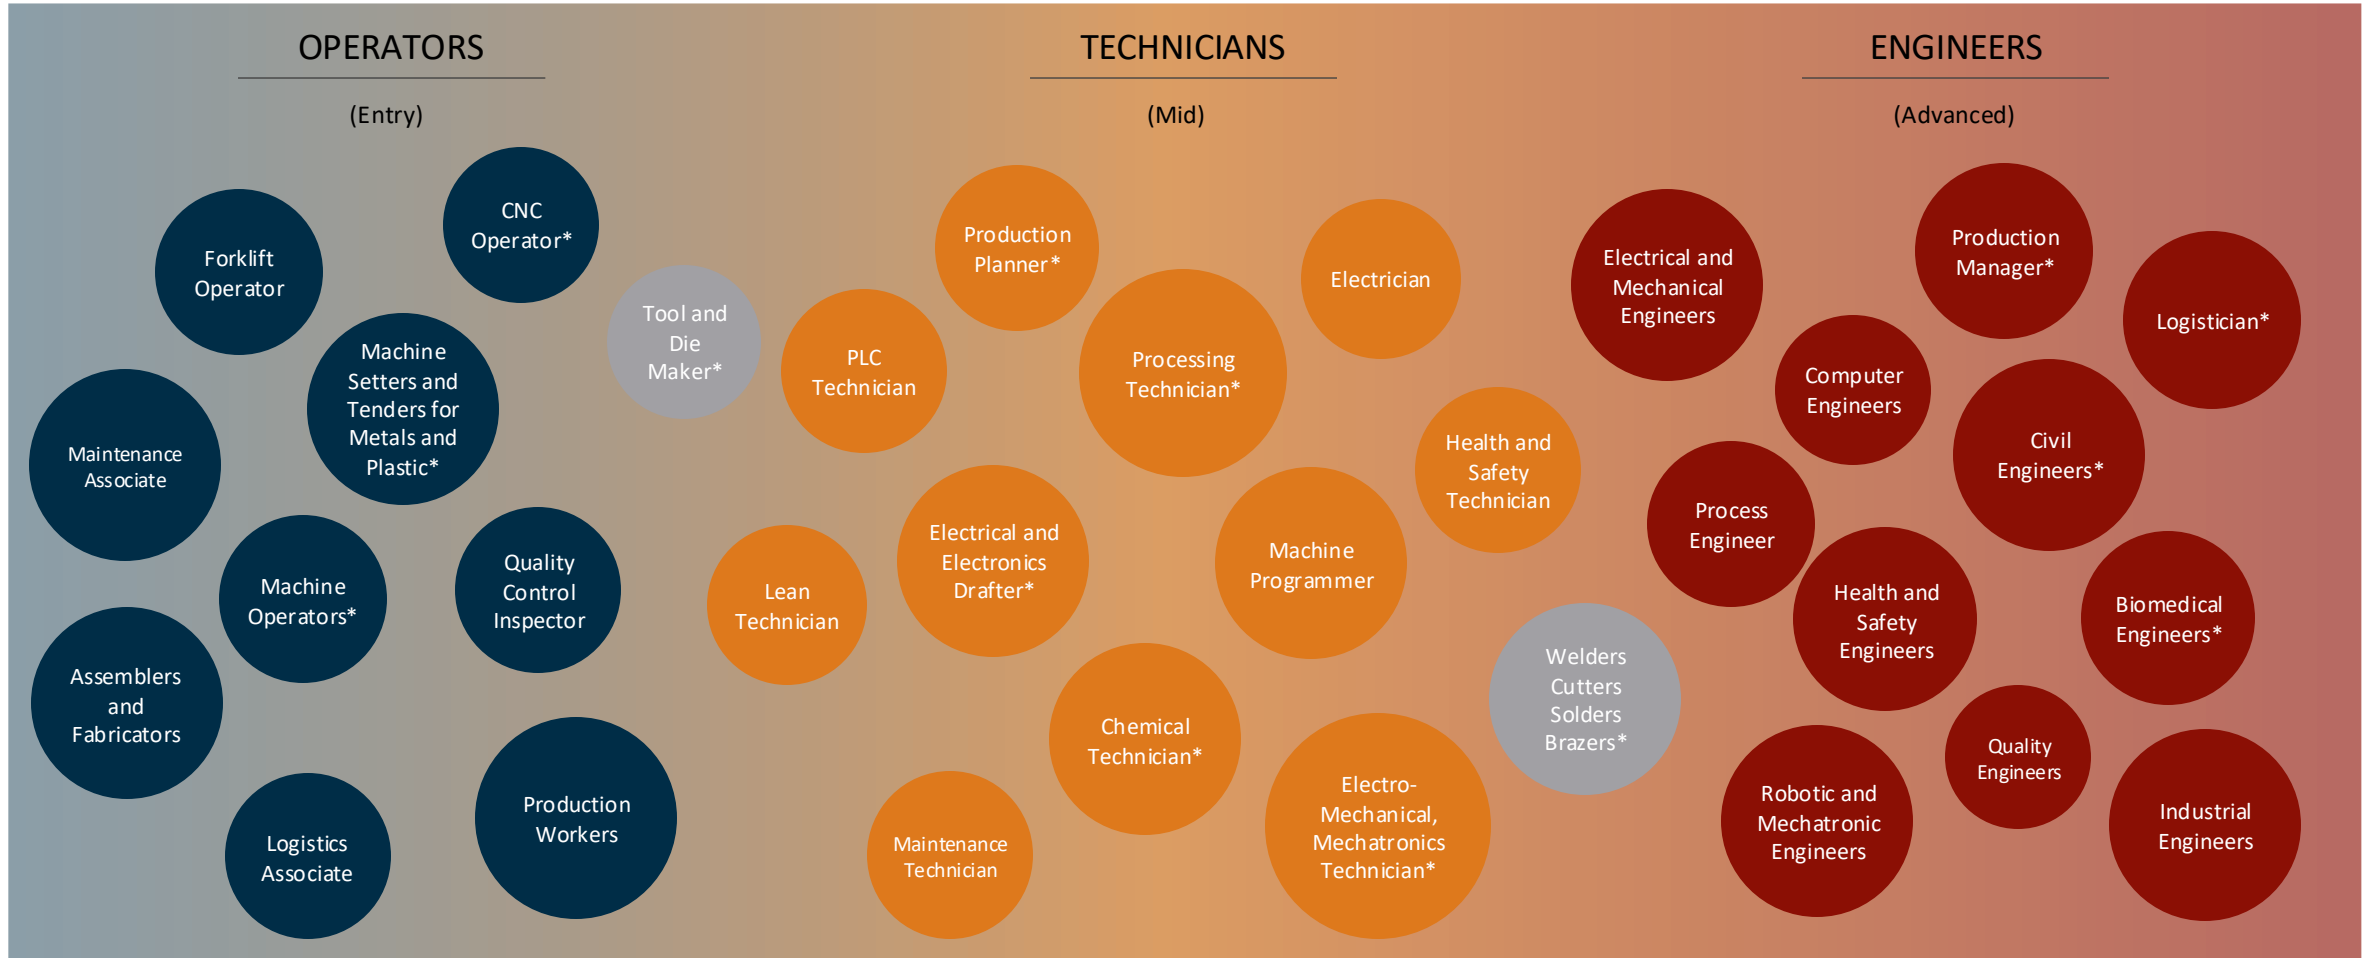 OPERATORS
(Entry)
TECHNICIANS
(Mid)
ENGINEERS
(Advanced)
CNC
Operator*
Forklift
Operator
Machine
Setters and
Tenders for
Metals and
Plastic*
Maintenance
Associate
Machine
Operators*
Quality
Control
Inspector
Assemblers
and
Fabricators
Production
Workers
Logistics
Associate
Tool and
Die
Maker*
Production
Planner*
Electrician
PLC
Technician
Processing
Technician*
Health and
Safety
Technician
Electrical and
Electronics
Drafter*
Machine
Programmer
Lean
Technician
Chemical
Technician*
Maintenance
Technician
Electro-
Mechanical,
Mechatronics
Technician*
Welders
Cutters
Solders
Brazers*
Electrical and
Mechanical
Engineers
Production
Manager*
Logistician*
Computer
Engineers
Civil
Engineers*
Process
Engineer
Health and
Safety
Engineers
Biomedical
Engineers*
Quality
Engineers
Robotic and
Mechatronic
Engineers
Industrial
Engineers